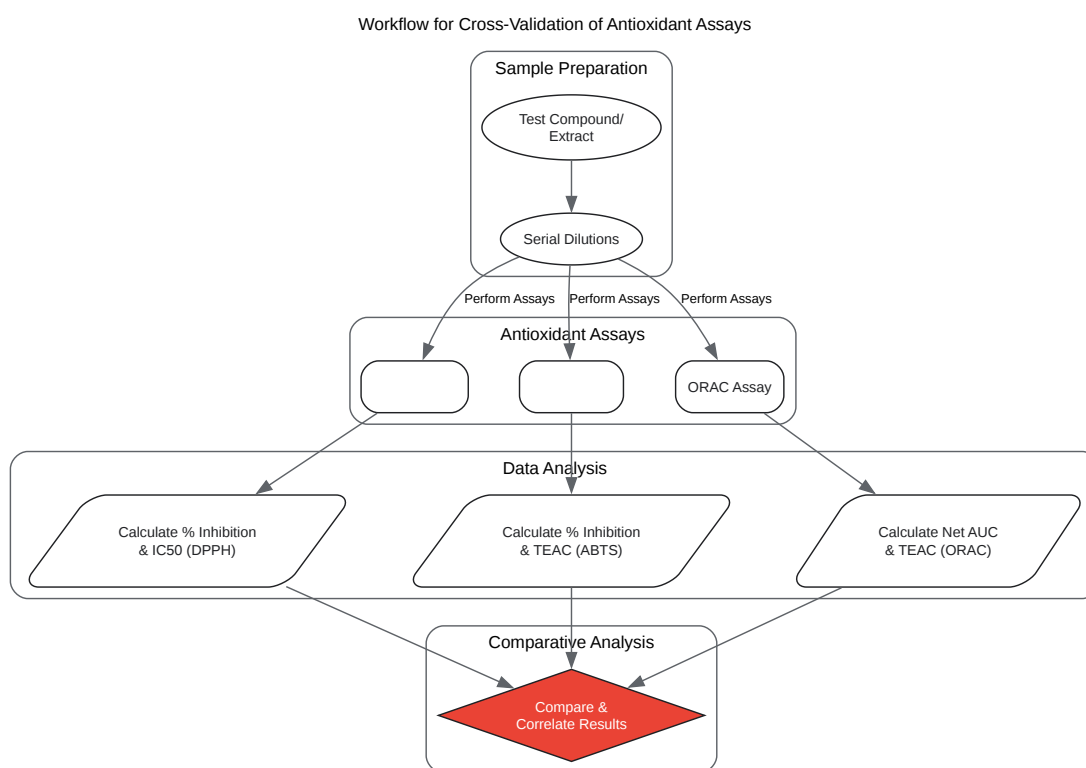 Workflow for Cross-Validation of Antioxidant Assays
Sample Preparation
Test Compound/
Extract
Serial Dilutions
Perform Assays
Perform Assays
Perform Assays
Antioxidant Assays
ORAC Assay
Data Analysis
Calculate % Inhibition
& IC50 (DPPH)
Calculate % Inhibition
& TEAC (ABTS)
Calculate Net AUC
& TEAC (ORAC)
Comparative Analysis
Compare &
Correlate Results